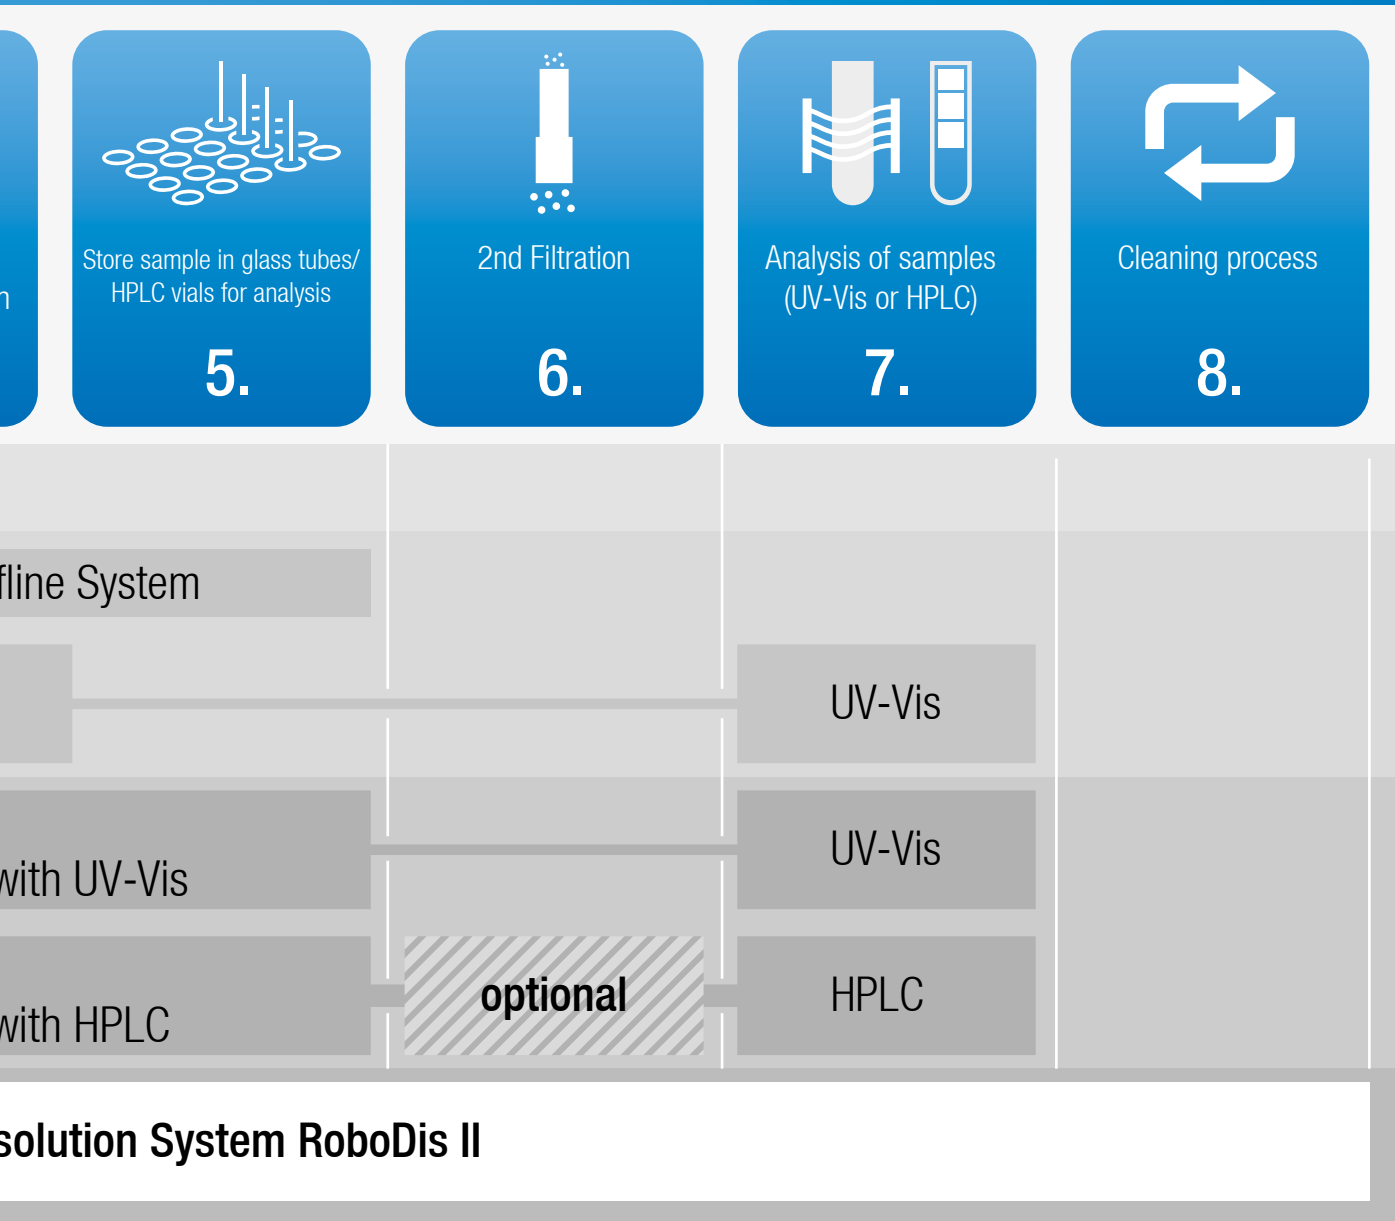 n
Store sample in glass tubes/
HPLC vials for analysis
5.
2nd Filtration
6.
Analysis of samples
(UV-Vis or HPLC)
7.
Cleaning process
8.
fline System
UV-Vis
with UV-Vis
UV-Vis
with HPLC
optional
HPLC
solution System RoboDis II